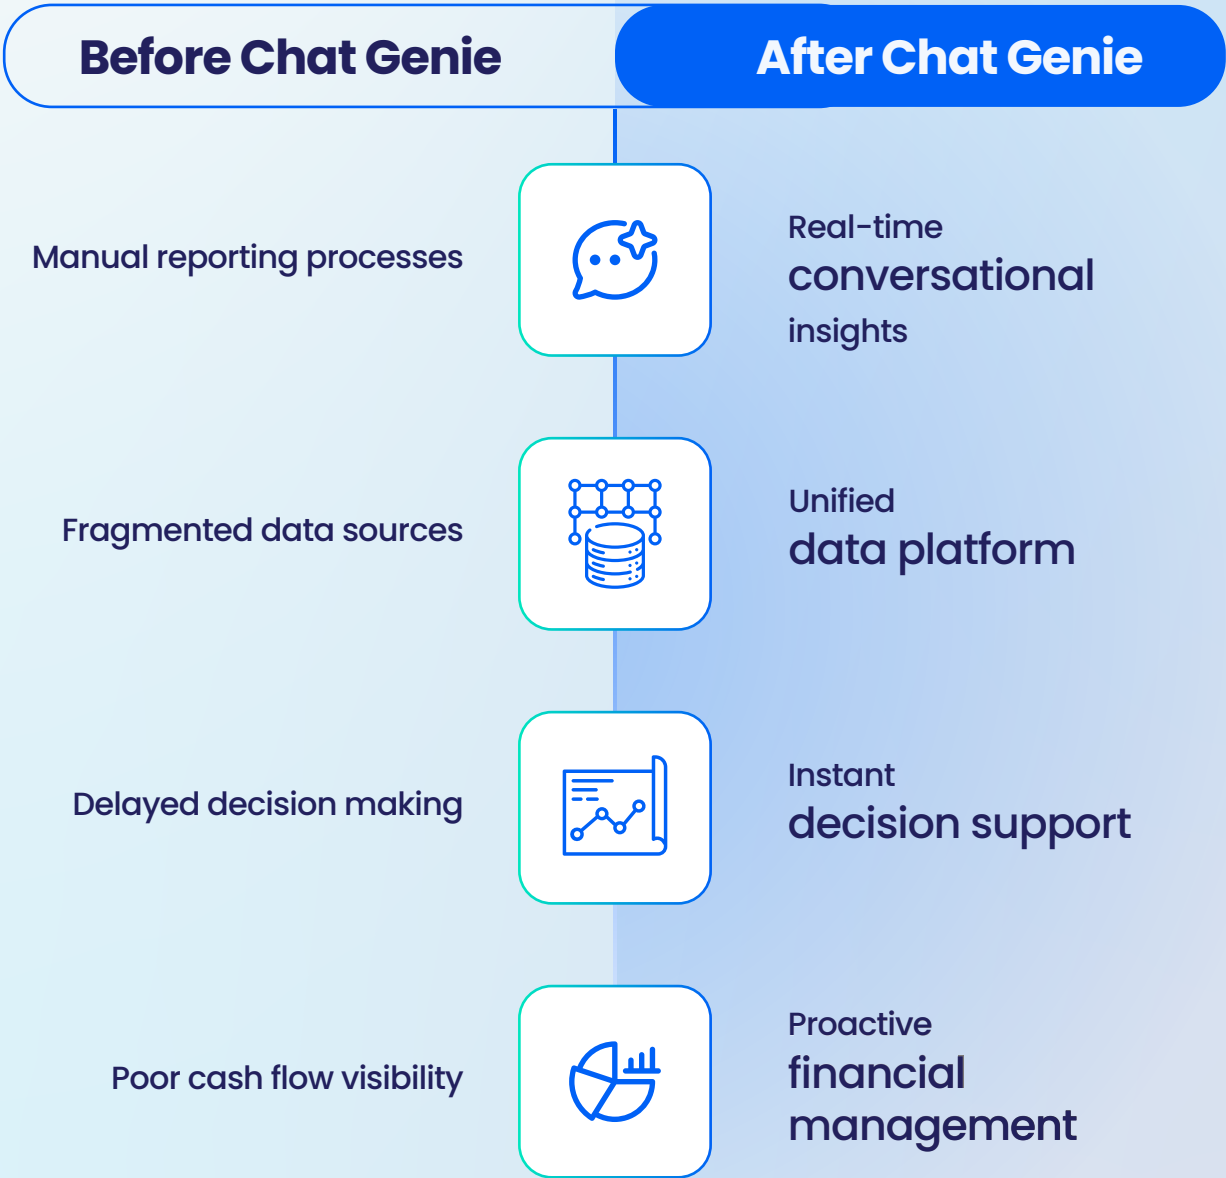 Before Chat Genie
After Chat Genie
Manual reporting processes
Real-time
conversational
insights
Fragmented data sources
Unified
data platform
Delayed decision making
Instant
decision support
Poor cash flow visibility
Proactive
financial
management